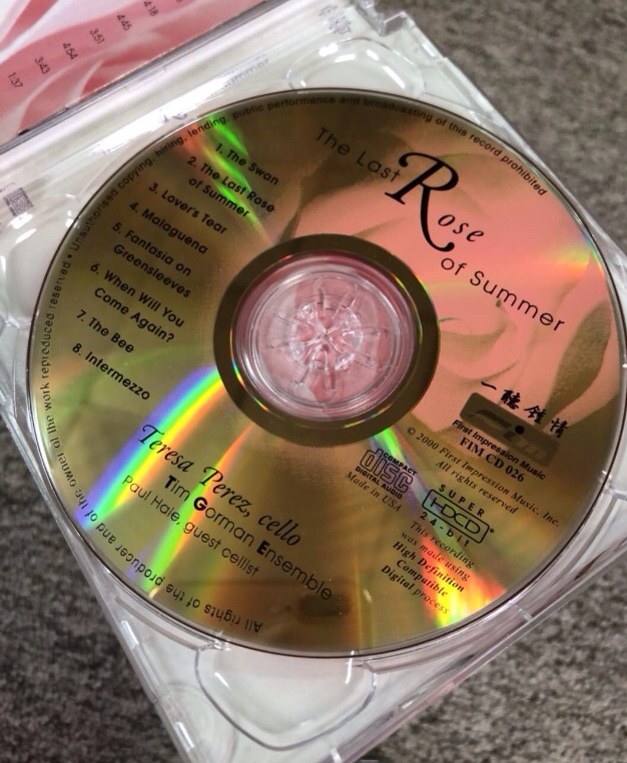 1:37
3:43
4:54
3:51
4:45
4:18
Unauthorised copying, hiring, lending, public performance and broadcasting of this record prohibited
The Last
Rose
of Summer
1. The Swan
2. The Last Rose
of Summer
3. Lover's Tear
4. Malaguena
5. Fantasia on
Greensleeves
6. When Will You
Come Again?
7. The Bee
8. Intermezzo
Teresa Perez, cello
Tim Gorman Ensemble
Paul Hale, guest cellist
一聽鍾情
fim
First Impression Music
FIM CD 026
© 2000 First Impression Music, Inc.
All rights reserved
COMPACT
disc
DIGITAL AUDIO
Made in USA
SUPER
HDCD
24-bit
This recording
was made using
High Definition
Compatible
Digital process
All rights of the producer and of the owner of the work reproduced reserved •